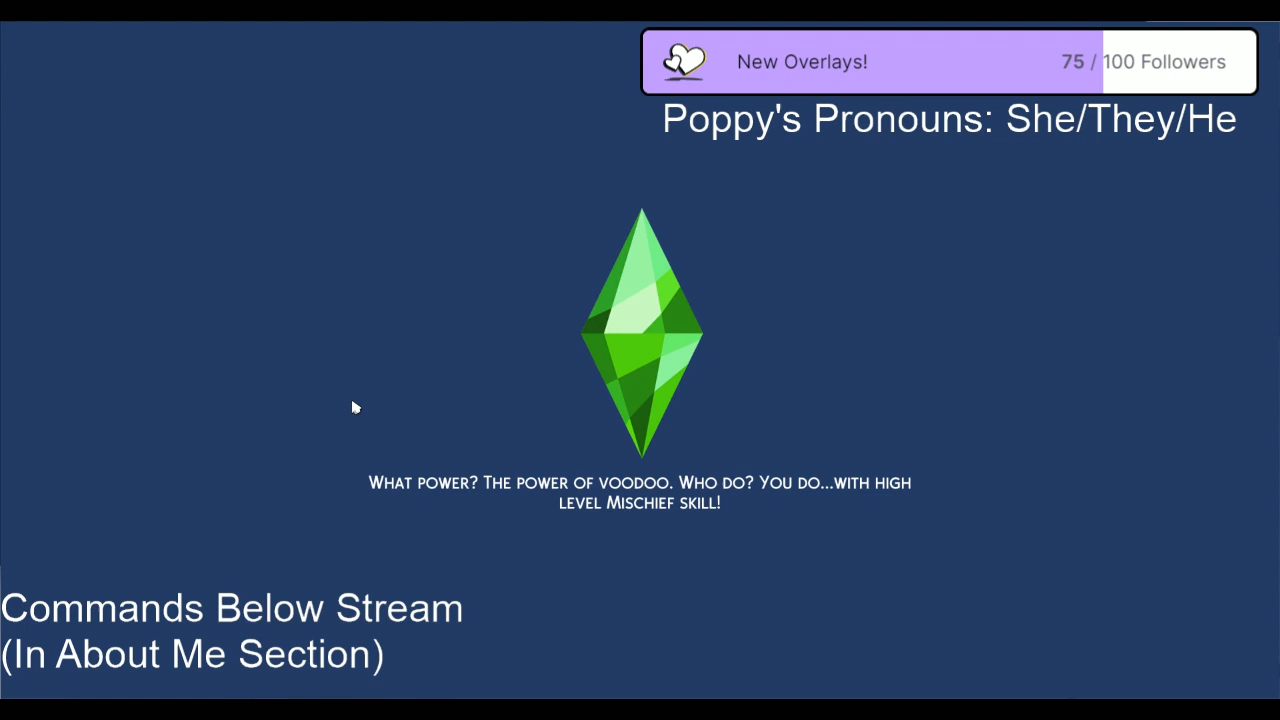 New Overlays! 75 / 100 Followers
Poppy's Pronouns: She/They/He
What power? The power of voodoo. Who do? You do...with high
level Mischief skill!
Commands Below Stream
(In About Me Section)